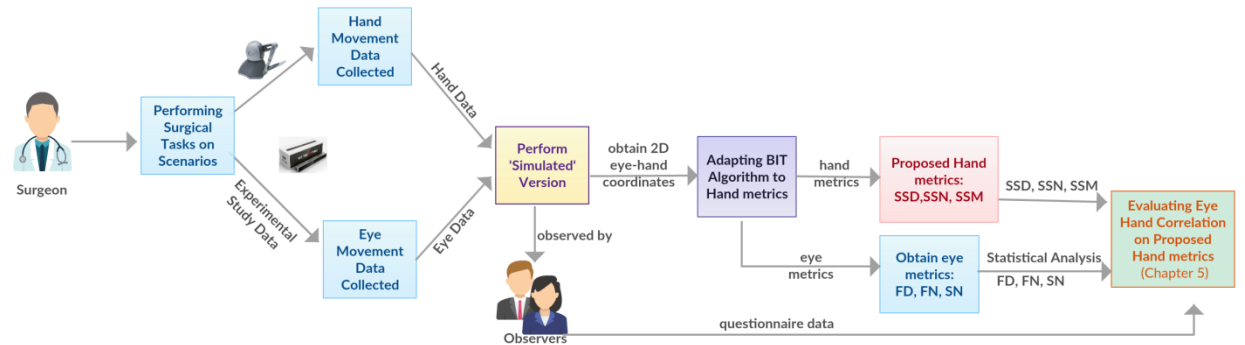 Surgeon
Performing
Surgical
Tasks on
Scenarios
Hand
Movement
Data
Collected
Experimental
Study Data
Eye
Movement
Data
Collected
Hand Data
Eye Data
Perform
'Simulated'
Version
observed by
Observers
obtain 2D
eye-hand
coordinates
Adapting BIT
Algorithm to
Hand metrics
hand
metrics
Proposed Hand
metrics:
SSD,SSN, SSM
SSD, SSN, SSM
eye
metrics
Obtain eye
metrics:
FD, FN, SN
Statistical Analysis
FD, FN, SN
Evaluating Eye
Hand Correlation
on Proposed
Hand metrics
(Chapter 5)
questionnaire data